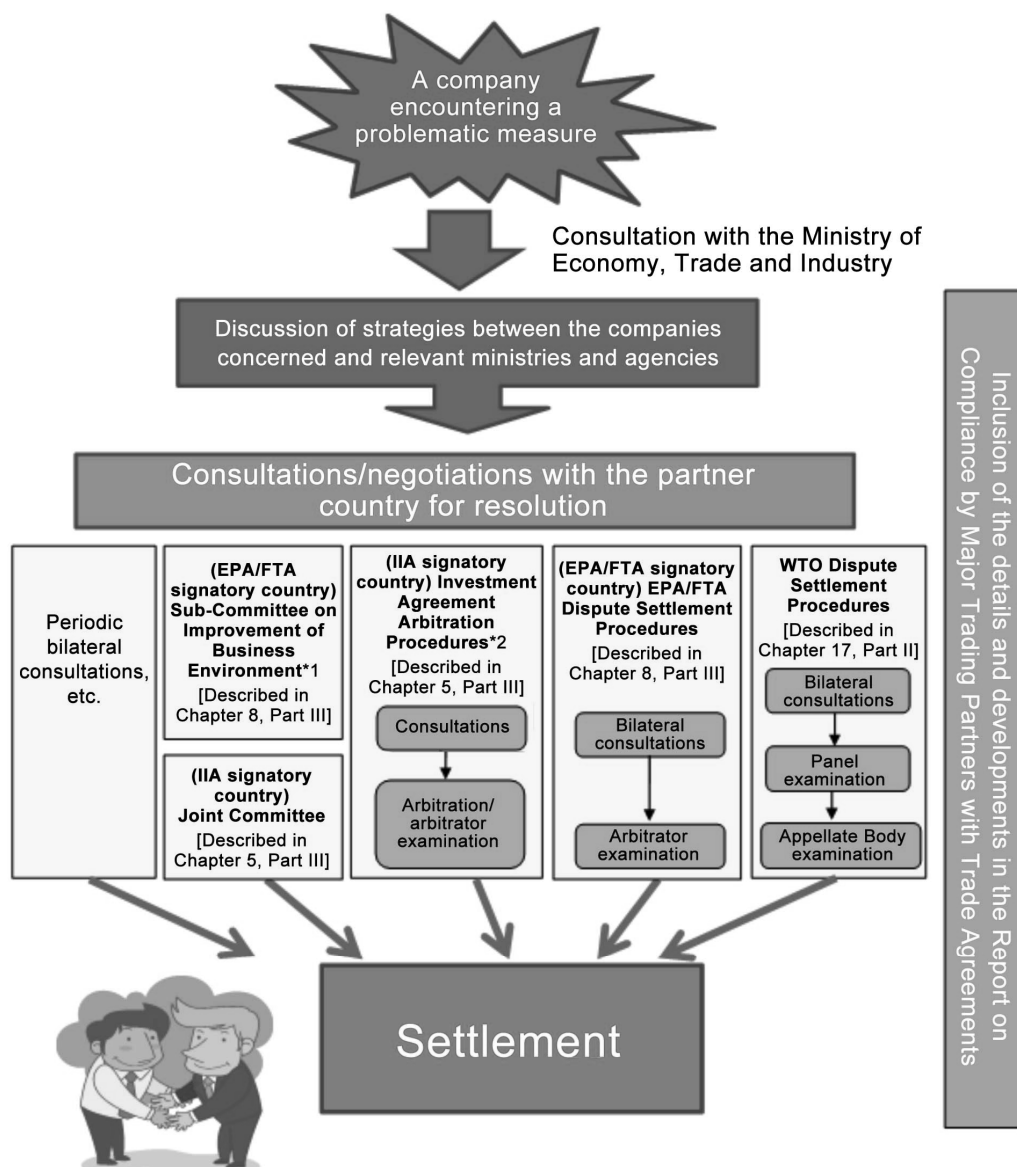 A company
encountering a
problematic measure
Consultation with the Ministry of
Economy, Trade and Industry
Discussion of strategies between the companies
concerned and relevant ministries and agencies
Consultations/negotiations with the partner
country for resolution
Periodic
bilateral
consultations,
etc.
(EPA/FTA
signatory country)
Sub-Committee on
Improvement of
Business
Environment*1
[Described in
Chapter 8, Part III]
(IIA signatory
country)
Joint Committee
[Described in
Chapter 5, Part III]
(IIA signatory
country) Investment
Agreement
Arbitration
Procedures*2
[Described in
Chapter 5, Part III]
Consultations
Arbitration/
arbitrator
examination
(EPA/FTA signatory
country) EPA/FTA
Dispute Settlement
Procedures
[Described in
Chapter 8, Part III]
Bilateral
consultations
Arbitrator
examination
WTO Dispute
Settlement
Procedures
[Described in
Chapter 17, Part II]
Bilateral
consultations
Panel
examination
Appellate Body
examination
Settlement
Inclusion of the details and developments in the Report on
Compliance by Major Trading Partners with Trade Agreements